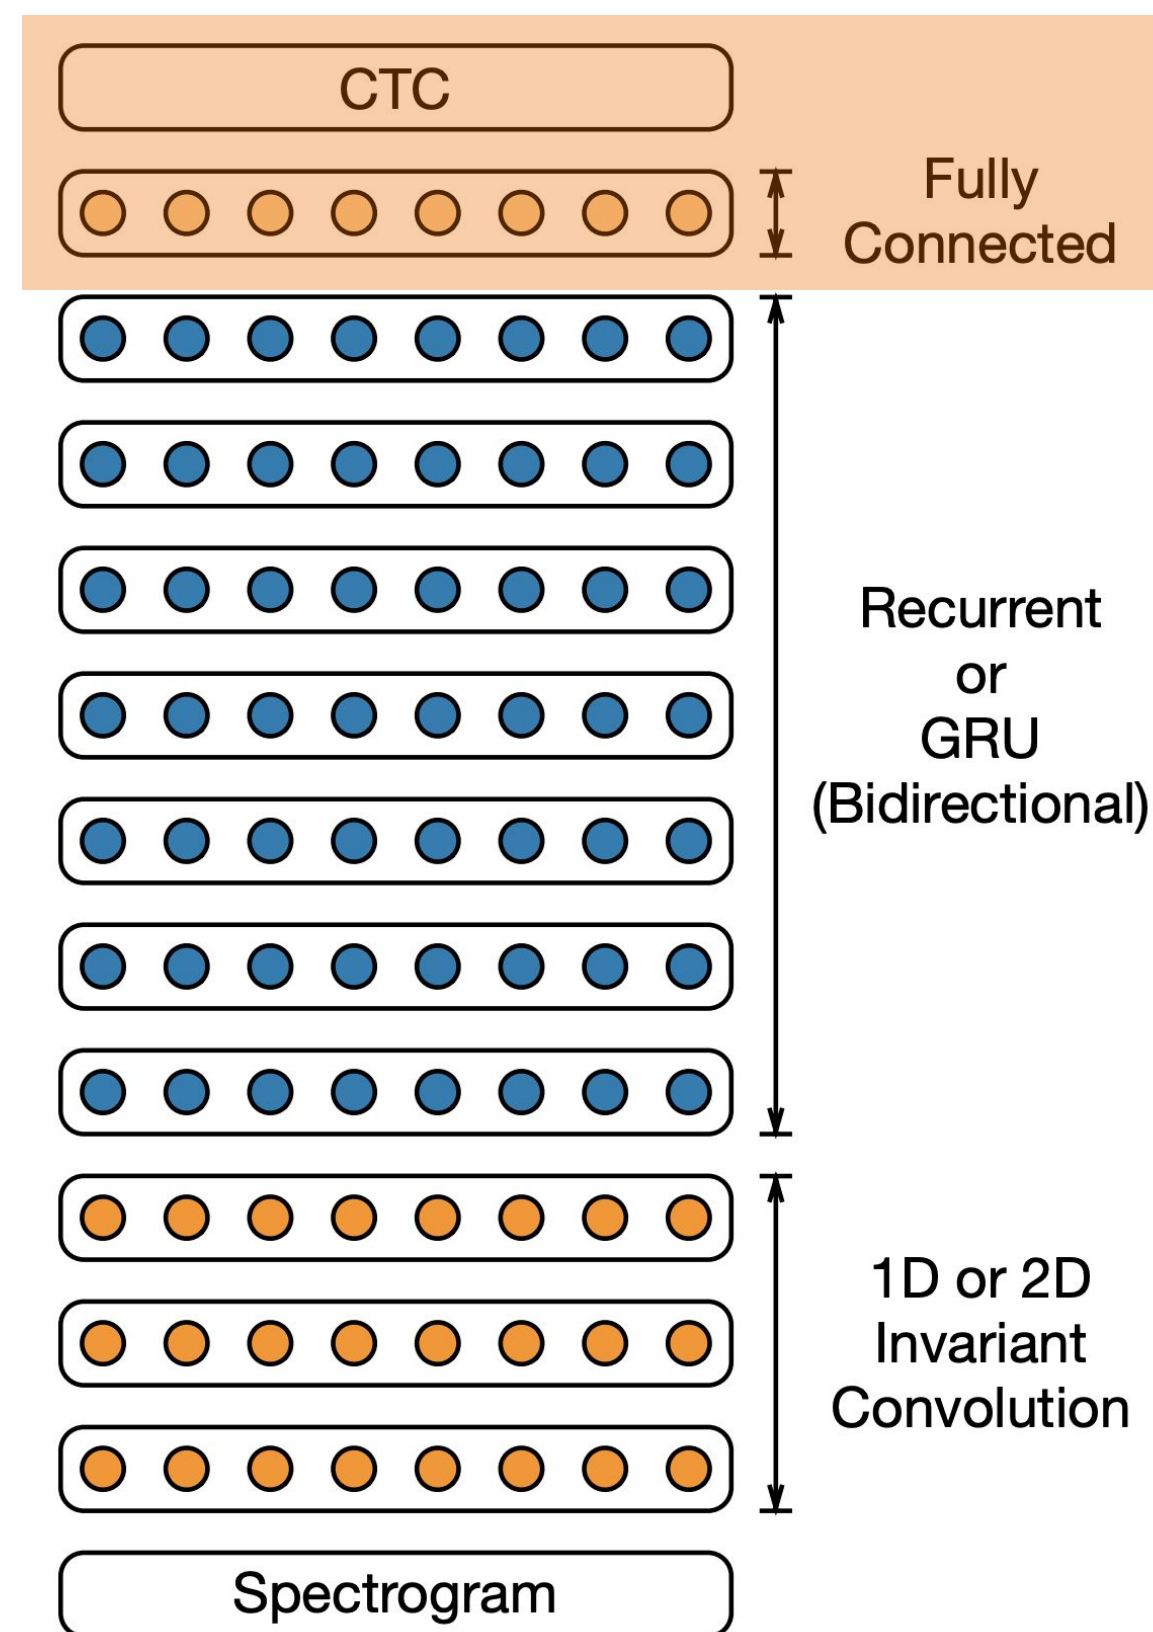 CTC
Fully
Connected
Recurrent
or
GRU
(Bidirectional)
1D or 2D
Invariant
Convolution
Spectrogram